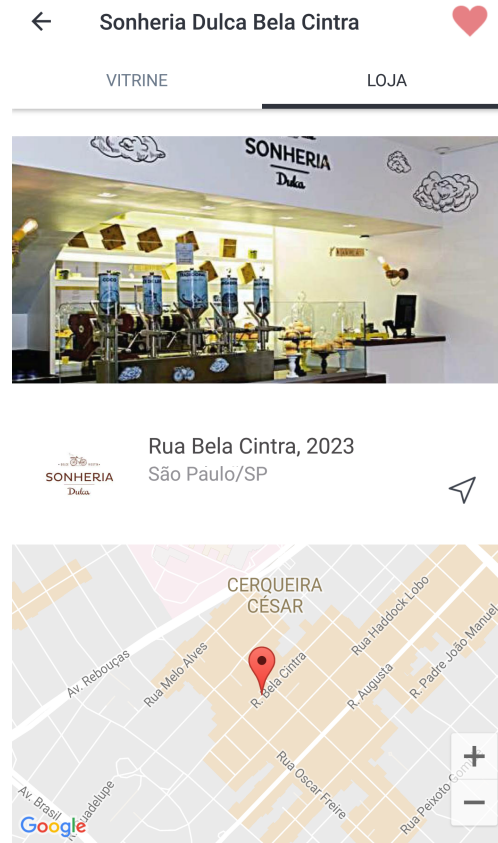 Sonheria Dulca Bela Cintra
VITRINE
LOJA
SONHERIA
Dulca
Rua Bela Cintra, 2023
São Paulo/SP
SONHERIA
Dulca
CERQUEIRA
CÉSAR
Rua Haddock Lobo
Av. Rebouças
Rua Melo Alves
R. Bela Cintra
R. Augusta
R. Padre João Manuel
Rua Oscar Freire
Rua Peixoto Gomi
Av. Brasil
adelupe
Google
+
−